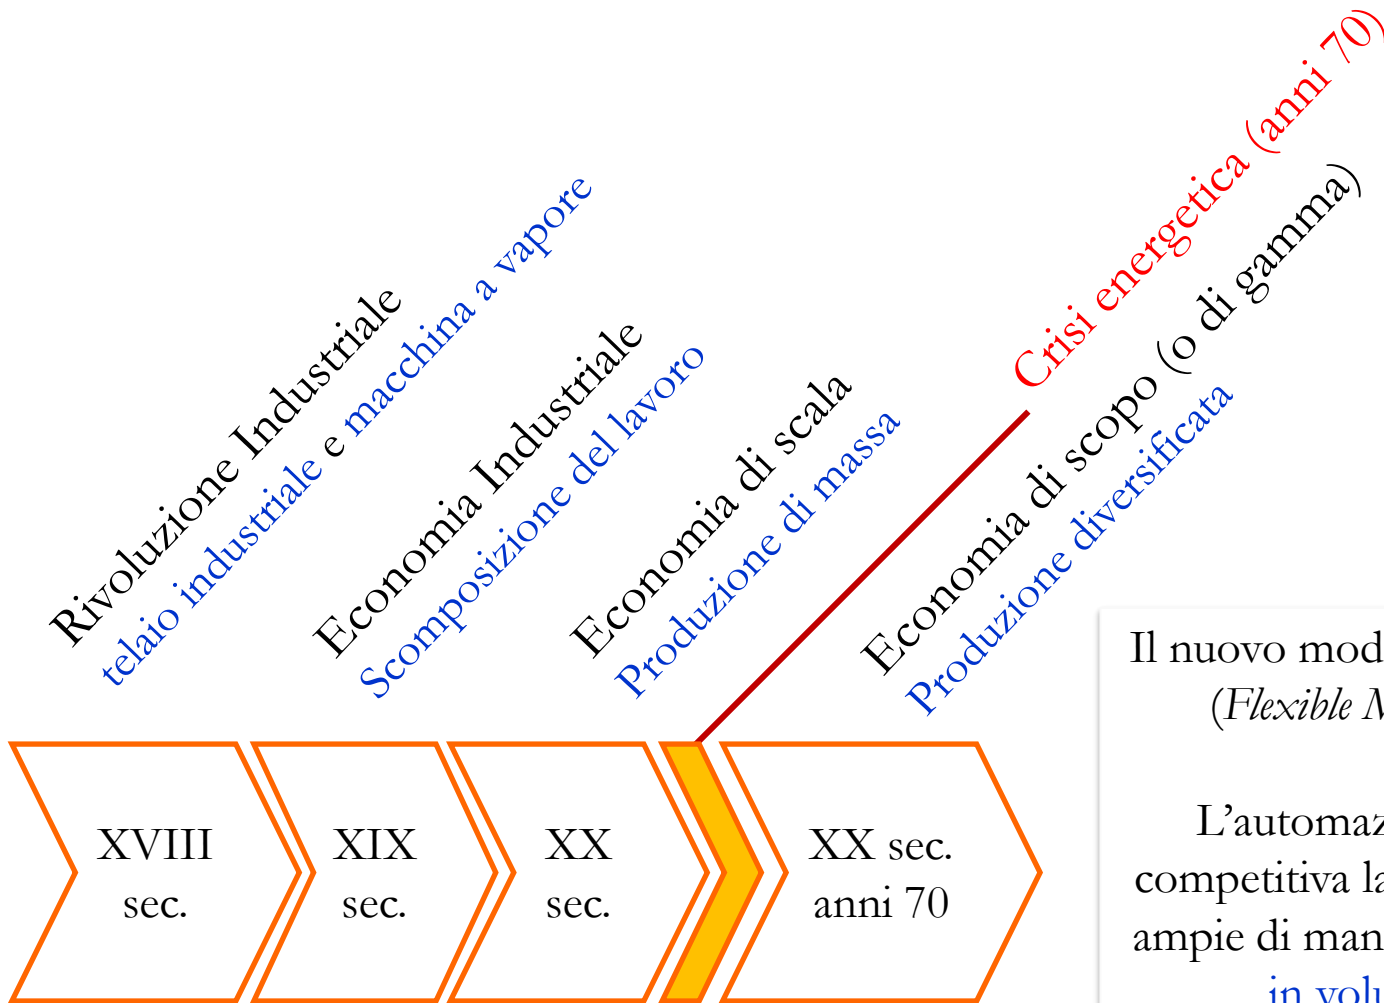 Rivoluzione Industriale
telaio industriale e macchina a vapore
Economia Industriale
Scomposizione del lavoro
Economia di scala
Produzione di massa
Crisi energetica (anni 70)
Economia di scopo (o di gamma)
Produzione diversificata
XVIII
sec.
XIX
sec.
XX
sec.
XX sec.
anni 70
Il nuovo mod
(Flexible M
L’automaz
competitiva la
ampie di man
in volu